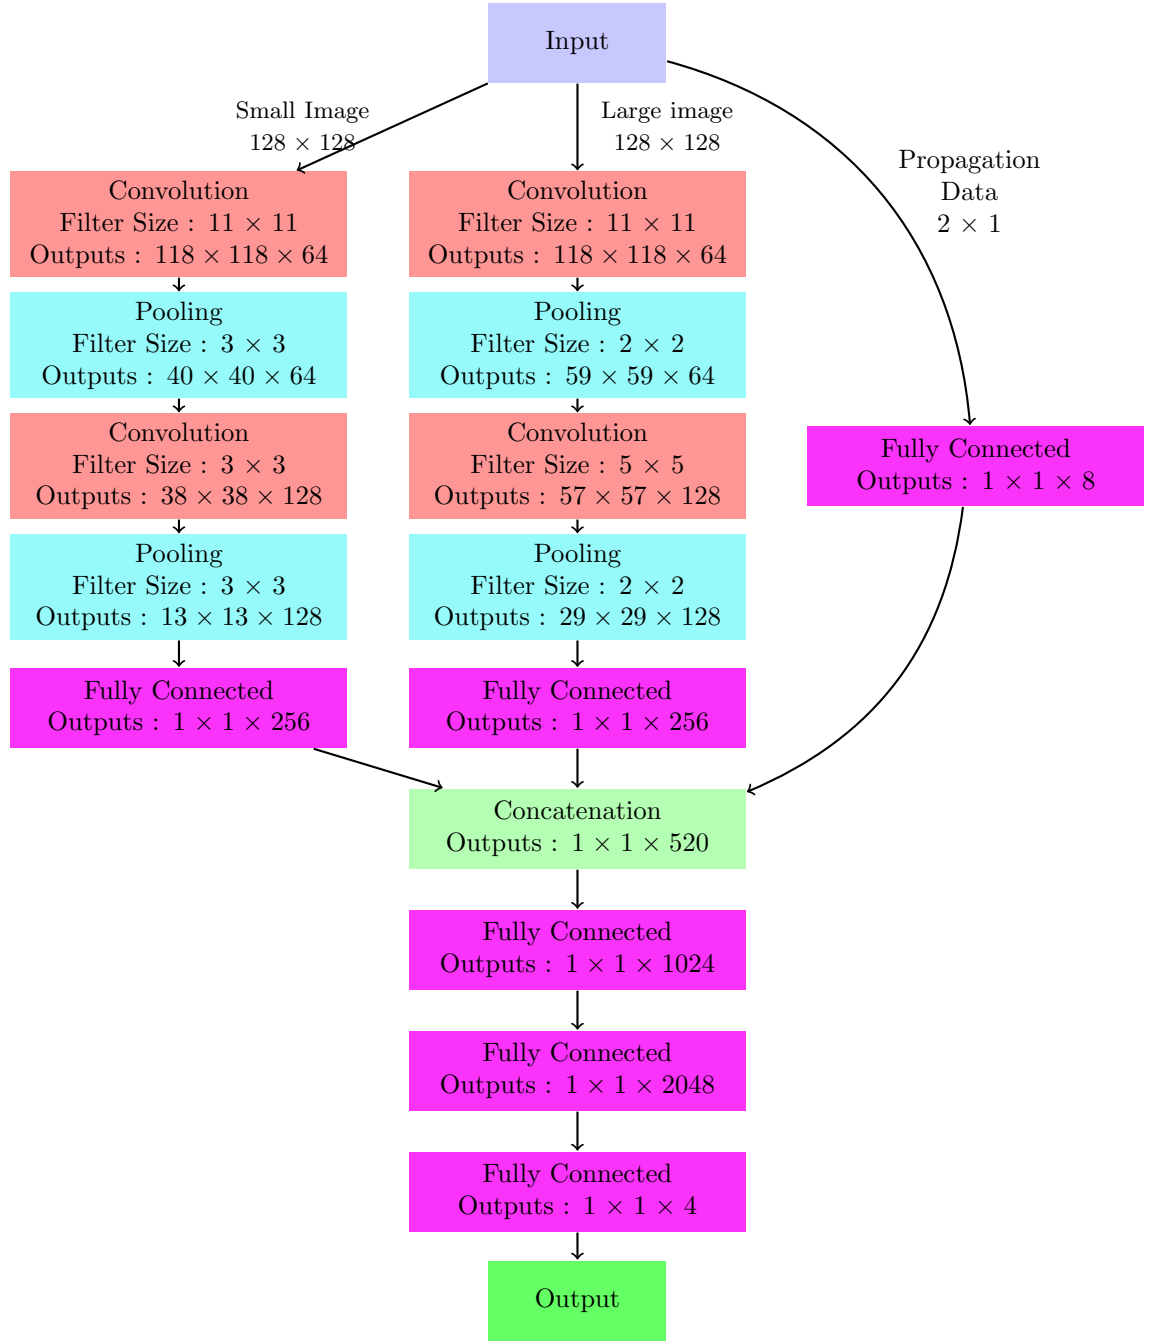 Input
Small Image
128 × 128
Large image
128 × 128
Propagation
Data
2 × 1
Convolution
Filter Size : 11 × 11
Outputs : 118 × 118 × 64
Pooling
Filter Size : 3 × 3
Outputs : 40 × 40 × 64
Convolution
Filter Size : 3 × 3
Outputs : 38 × 38 × 128
Pooling
Filter Size : 3 × 3
Outputs : 13 × 13 × 128
Fully Connected
Outputs : 1 × 1 × 256
Convolution
Filter Size : 11 × 11
Outputs : 118 × 118 × 64
Pooling
Filter Size : 2 × 2
Outputs : 59 × 59 × 64
Convolution
Filter Size : 5 × 5
Outputs : 57 × 57 × 128
Pooling
Filter Size : 2 × 2
Outputs : 29 × 29 × 128
Fully Connected
Outputs : 1 × 1 × 256
Fully Connected
Outputs : 1 × 1 × 8
Concatenation
Outputs : 1 × 1 × 520
Fully Connected
Outputs : 1 × 1 × 1024
Fully Connected
Outputs : 1 × 1 × 2048
Fully Connected
Outputs : 1 × 1 × 4
Output